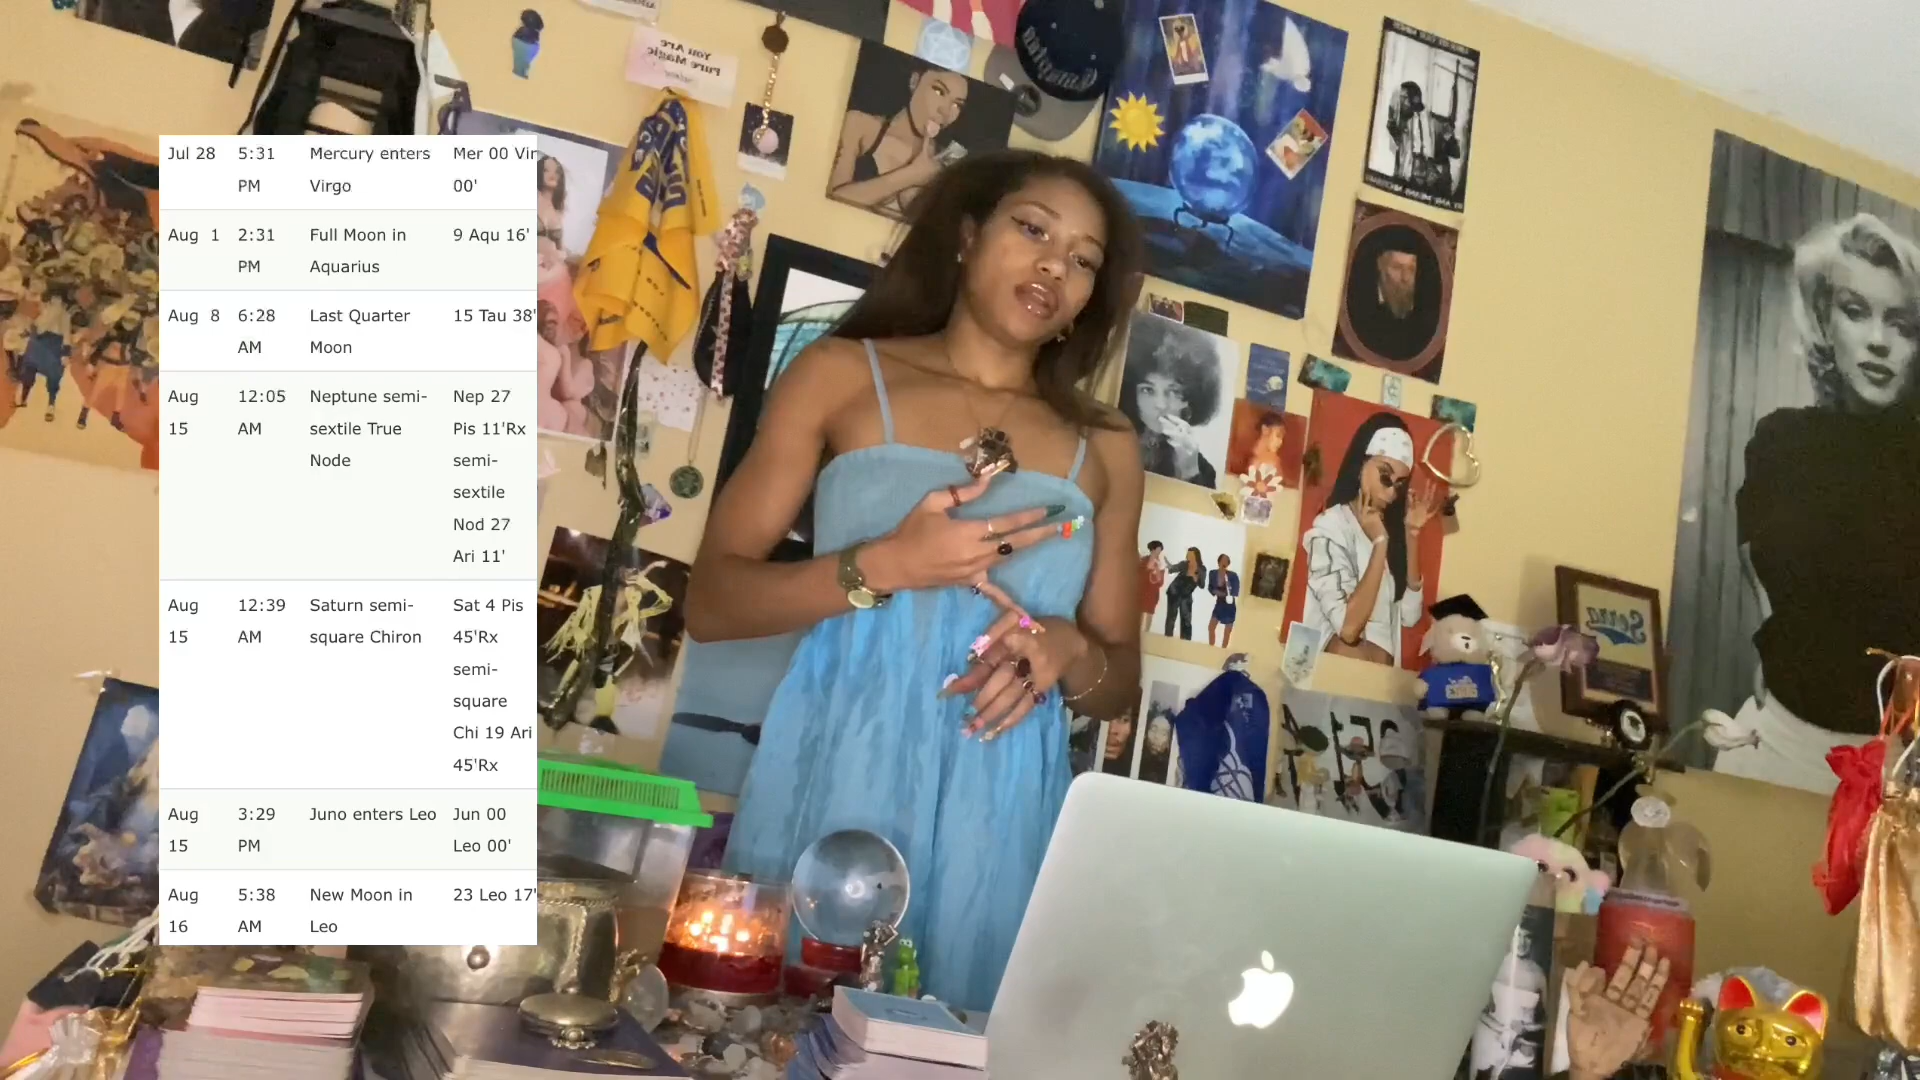 You Are
Pure Magic
Jul 28 5:31 PM Mercury enters Virgo Mer 00 Vir 00'
Aug 1 2:31 PM Full Moon in Aquarius 9 Aqu 16'
Aug 8 6:28 AM Last Quarter Moon 15 Tau 38'
Aug 15 12:05 AM Neptune semi-sextile True Node Nep 27 Pis 11'Rx semi-sextile Nod 27 Ari 11'
Aug 15 12:39 AM Saturn semi-square Chiron Sat 4 Pis 45'Rx semi-square Chi 19 Ari 45'Rx
Aug 15 3:29 PM Juno enters Leo Jun 00 Leo 00'
Aug 16 5:38 AM New Moon in Leo 23 Leo 17'